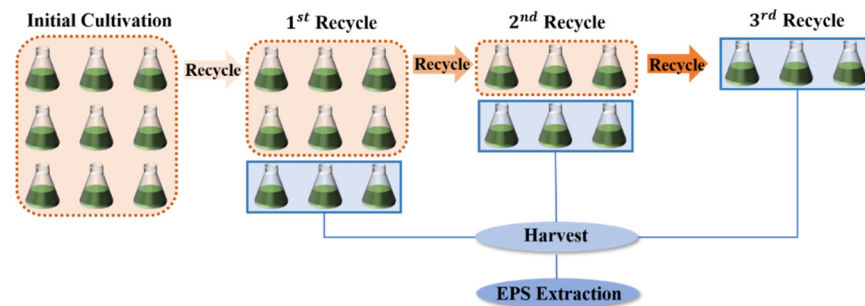 Initial Cultivation
1st Recycle
2nd Recycle
3rd Recycle
Recycle
Recycle
Recycle
Harvest
EPS Extraction